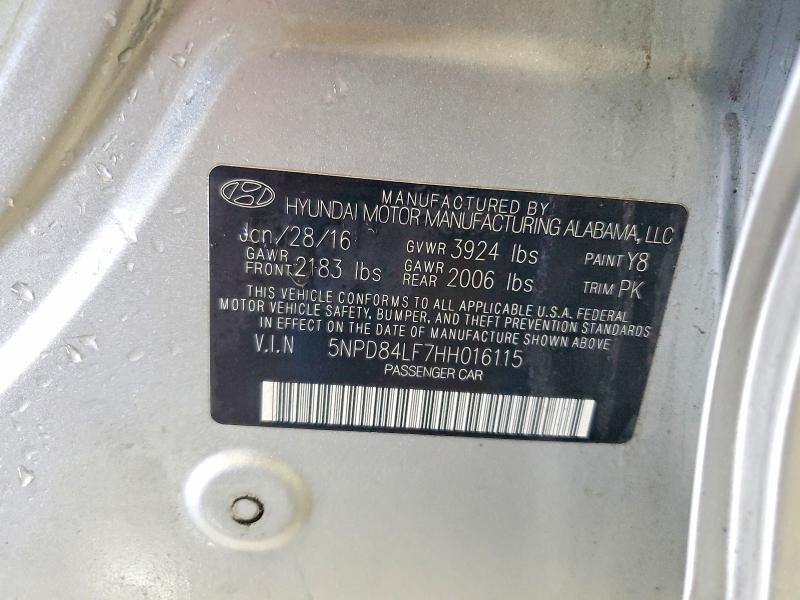 MANUFACTURED BY
HYUNDAI MOTOR MANUFACTURING ALABAMA, LLC
Jan/28/16 GVWR 3924 lbs PAINT Y8
GAWR FRONT 2183 lbs GAWR REAR 2006 lbs TRIM PK
THIS VEHICLE CONFORMS TO ALL APPLICABLE U.S.A. FEDERAL
MOTOR VEHICLE SAFETY, BUMPER, AND THEFT PREVENTION STANDARDS
IN EFFECT ON THE DATE OF MANUFACTURE SHOWN ABOVE.
V.I.N 5NPD84LF7HH016115
PASSENGER CAR